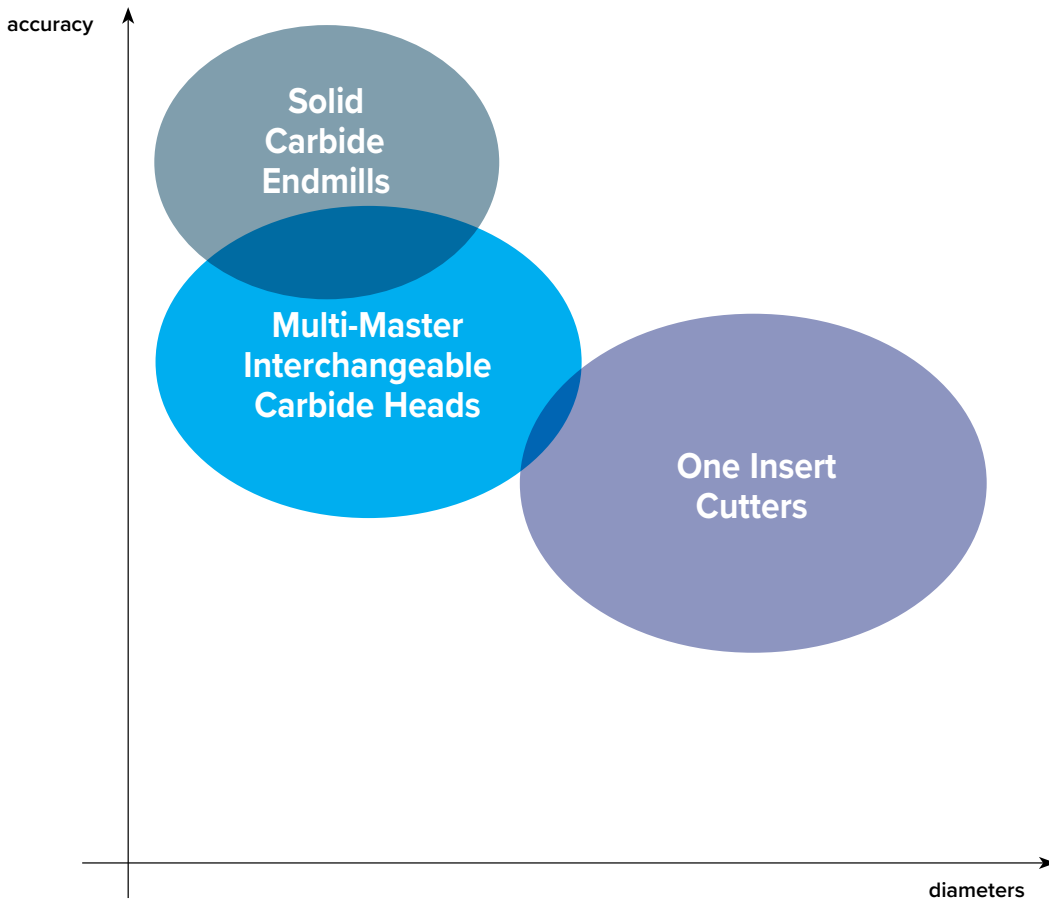 accuracy
Solid
Carbide
Endmills
Multi-Master
Interchangeable
Carbide Heads
One Insert
Cutters
diameters